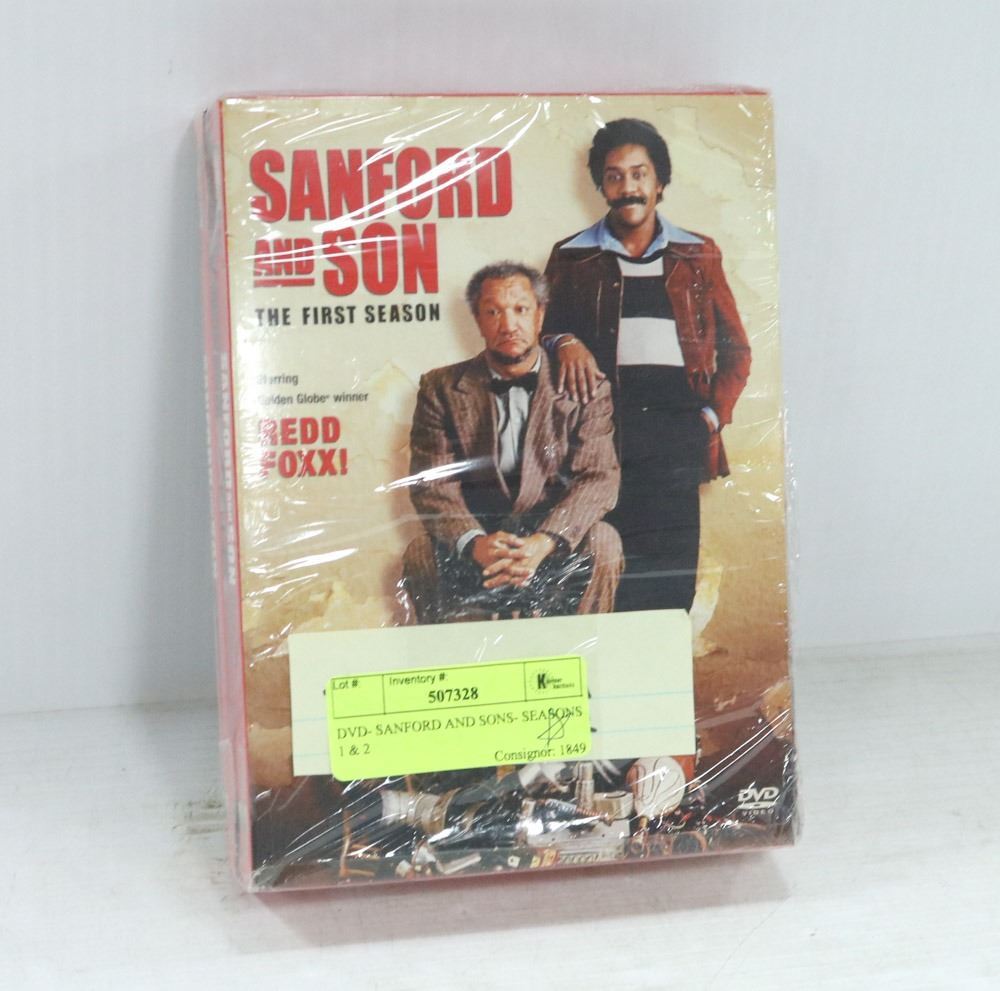 SANFORD
AND SON
THE FIRST SEASON
Starring
Golden Globe® winner
REDD
FOXX!
Lot #:
Inventory #:
507328
DVD- SANFORD AND SONS- SEASONS
1 & 2
Consignor: 1849
DVD
VIDEO